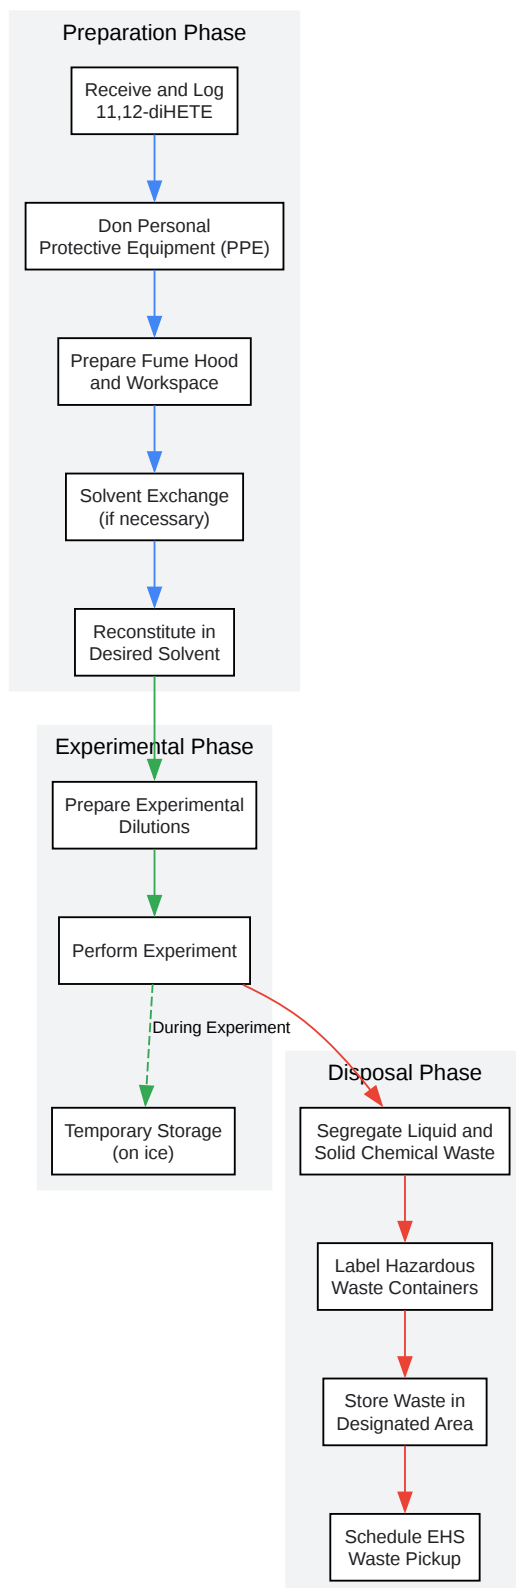 Preparation Phase
Receive and Log
11,12-diHETE
Don Personal
Protective Equipment (PPE)
Prepare Fume Hood
and Workspace
Solvent Exchange
(if necessary)
Reconstitute in
Desired Solvent
Experimental Phase
Prepare Experimental
Dilutions
Perform Experiment
During Experiment
Temporary Storage
(on ice)
Disposal Phase
Segregate Liquid and
Solid Chemical Waste
Label Hazardous
Waste Containers
Store Waste in
Designated Area
Schedule EHS
Waste Pickup